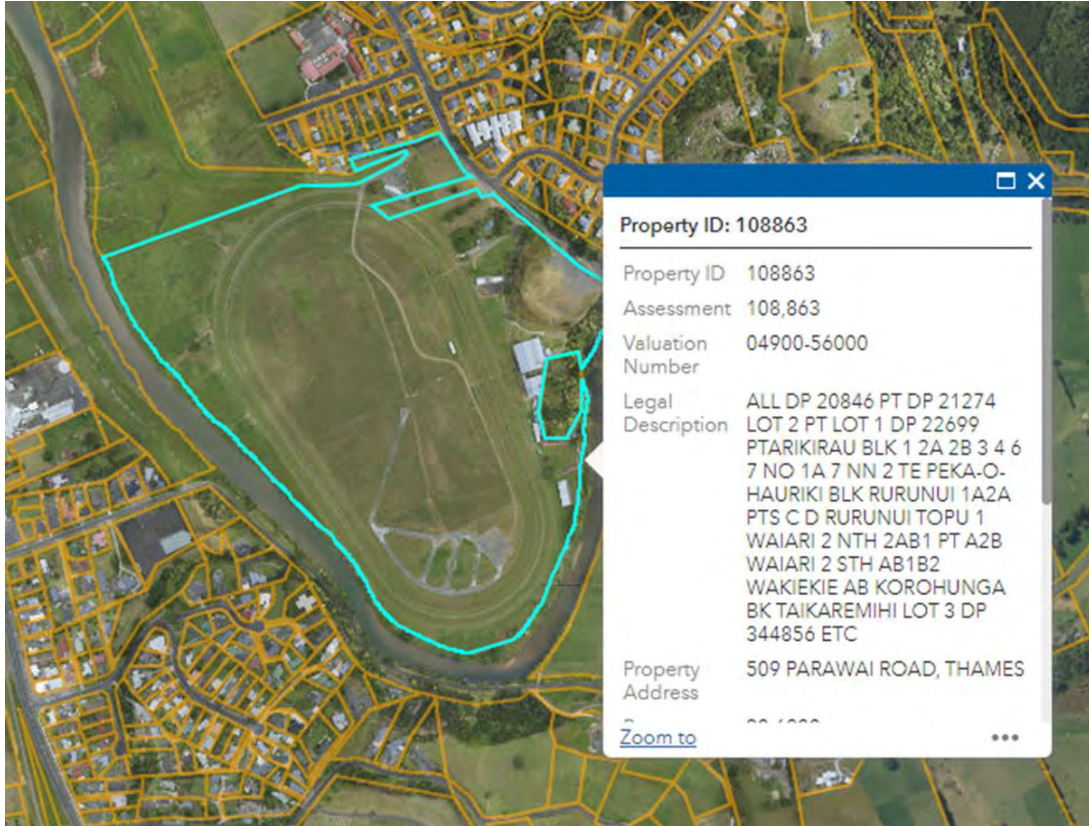 Property ID: 108863
Property ID 108863
Assessment 108,863
Valuation Number 04900-56000
Legal Description ALL DP 20846 PT DP 21274
LOT 2 PT LOT 1 DP 22699
PTARIKIRAU BLK 1 2A 2B 3 4 6
7 NO 1A 7 NN 2 TE PEKA-O-
HAURIKI BLK RURUNUI 1A2A
PTS C D RURUNUI TOPU 1
WAIARI 2 NTH 2AB1 PT A2B
WAIARI 2 STH AB1B2
WAKIEKIE AB KOROHUNGA
BK TAIKAREMIHI LOT 3 DP
344856 ETC
Property Address 509 PARAWAI ROAD, THAMES
Zoom to